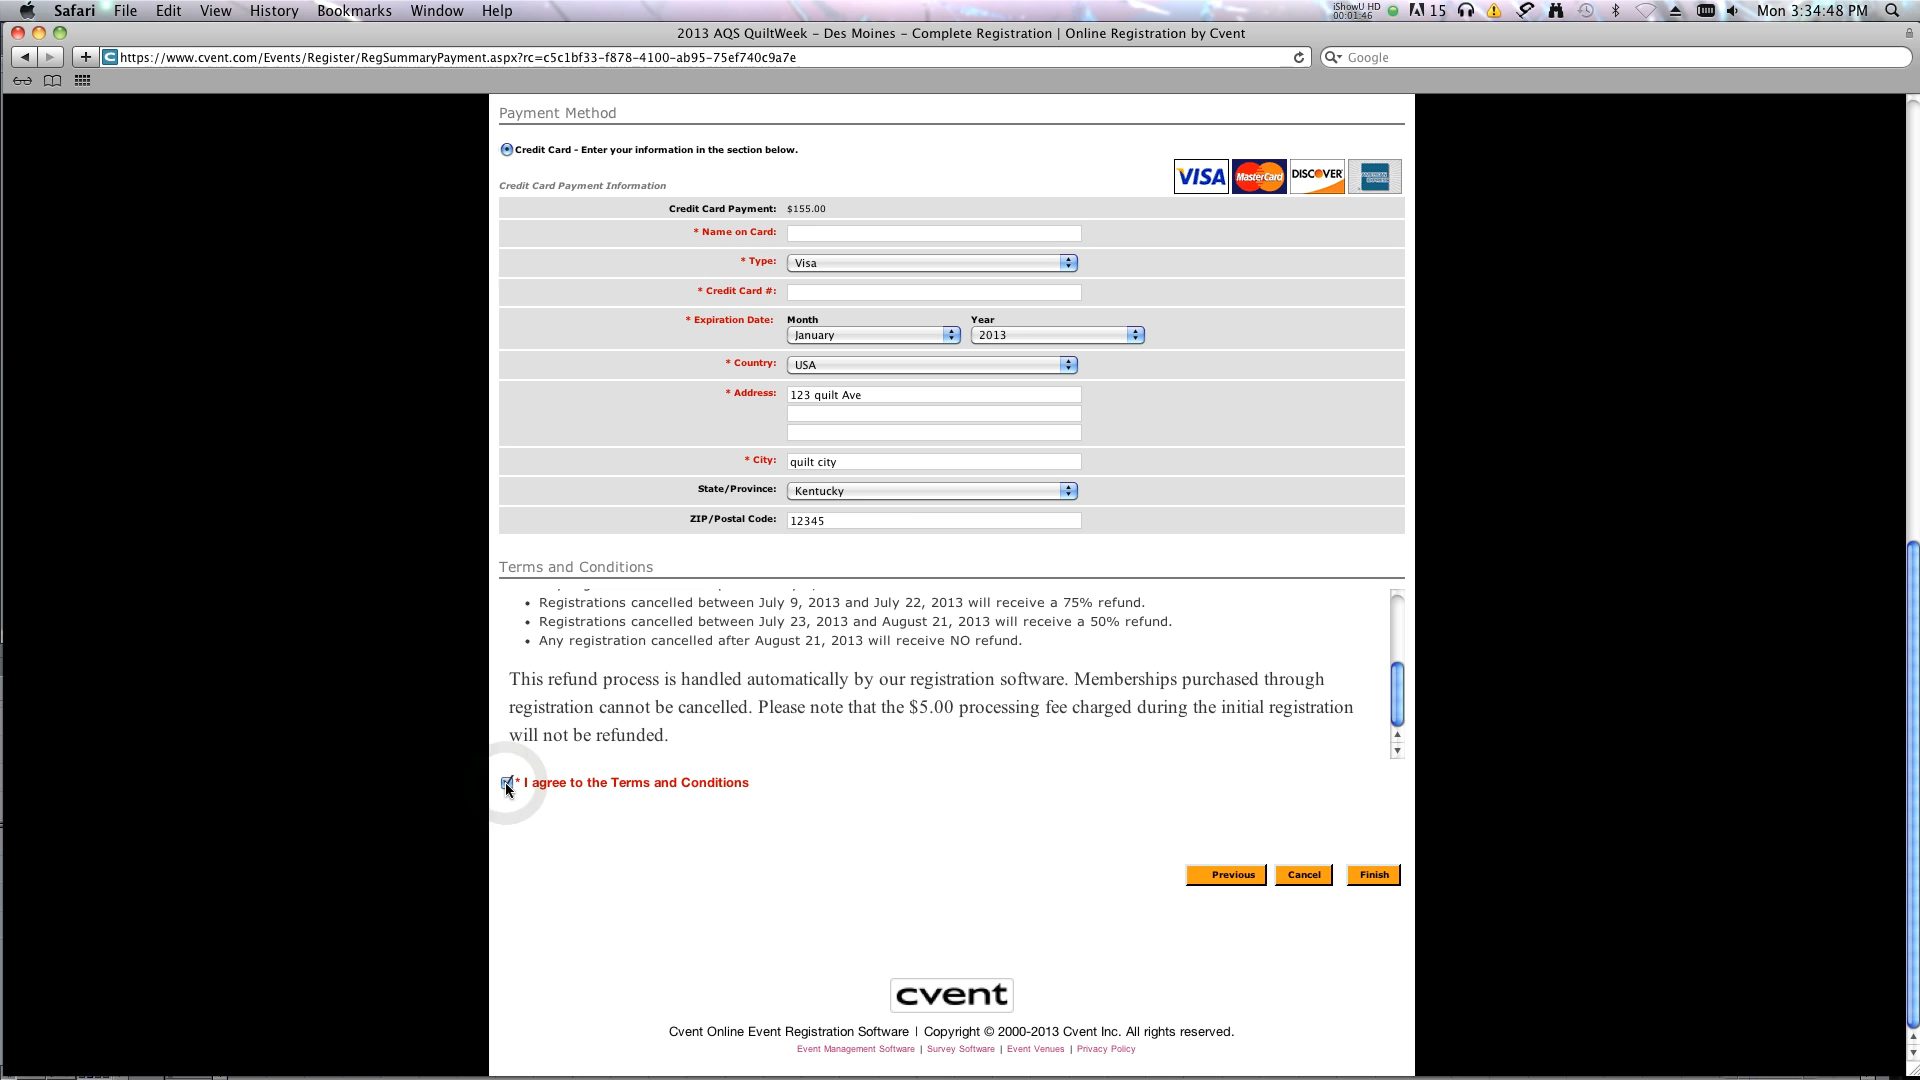 Safari File Edit View History Bookmarks Window Help iShowU HD 00:01:46 15 Mon 3:34:48 PM
2013 AQS QuiltWeek – Des Moines – Complete Registration | Online Registration by Cvent
https://www.cvent.com/Events/Register/RegSummaryPayment.aspx?rc=c5c1bf33-f878-4100-ab95-75ef740c9a7e Google
Payment Method
Credit Card - Enter your information in the section below.
VISA MasterCard DISCOVER AMERICAN EXPRESS
Credit Card Payment Information
Credit Card Payment: $155.00
* Name on Card:
* Type: Visa
* Credit Card #:
* Expiration Date: Month Year
January 2013
* Country: USA
* Address: 123 quilt Ave
* City: quilt city
State/Province: Kentucky
ZIP/Postal Code: 12345
Terms and Conditions
• Registrations cancelled between July 9, 2013 and July 22, 2013 will receive a 75% refund.
• Registrations cancelled between July 23, 2013 and August 21, 2013 will receive a 50% refund.
• Any registration cancelled after August 21, 2013 will receive NO refund.
This refund process is handled automatically by our registration software. Memberships purchased through
registration cannot be cancelled. Please note that the $5.00 processing fee charged during the initial registration
will not be refunded.
* I agree to the Terms and Conditions
Previous Cancel Finish
cvent
Cvent Online Event Registration Software | Copyright © 2000-2013 Cvent Inc. All rights reserved.
Event Management Software | Survey Software | Event Venues | Privacy Policy